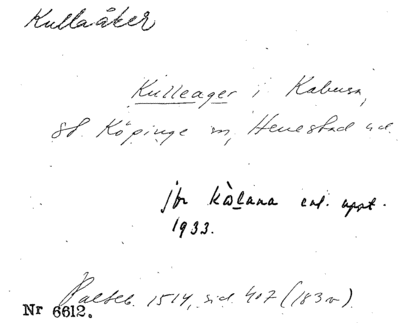 Kullaåker
Kulleager i Kabusa,
St. Köpinge sn, Herrestad hd.
jfr kålana enl. uppt.
1933.
Palteb. 1514, sid 407 (183 v).
Nr 6612.